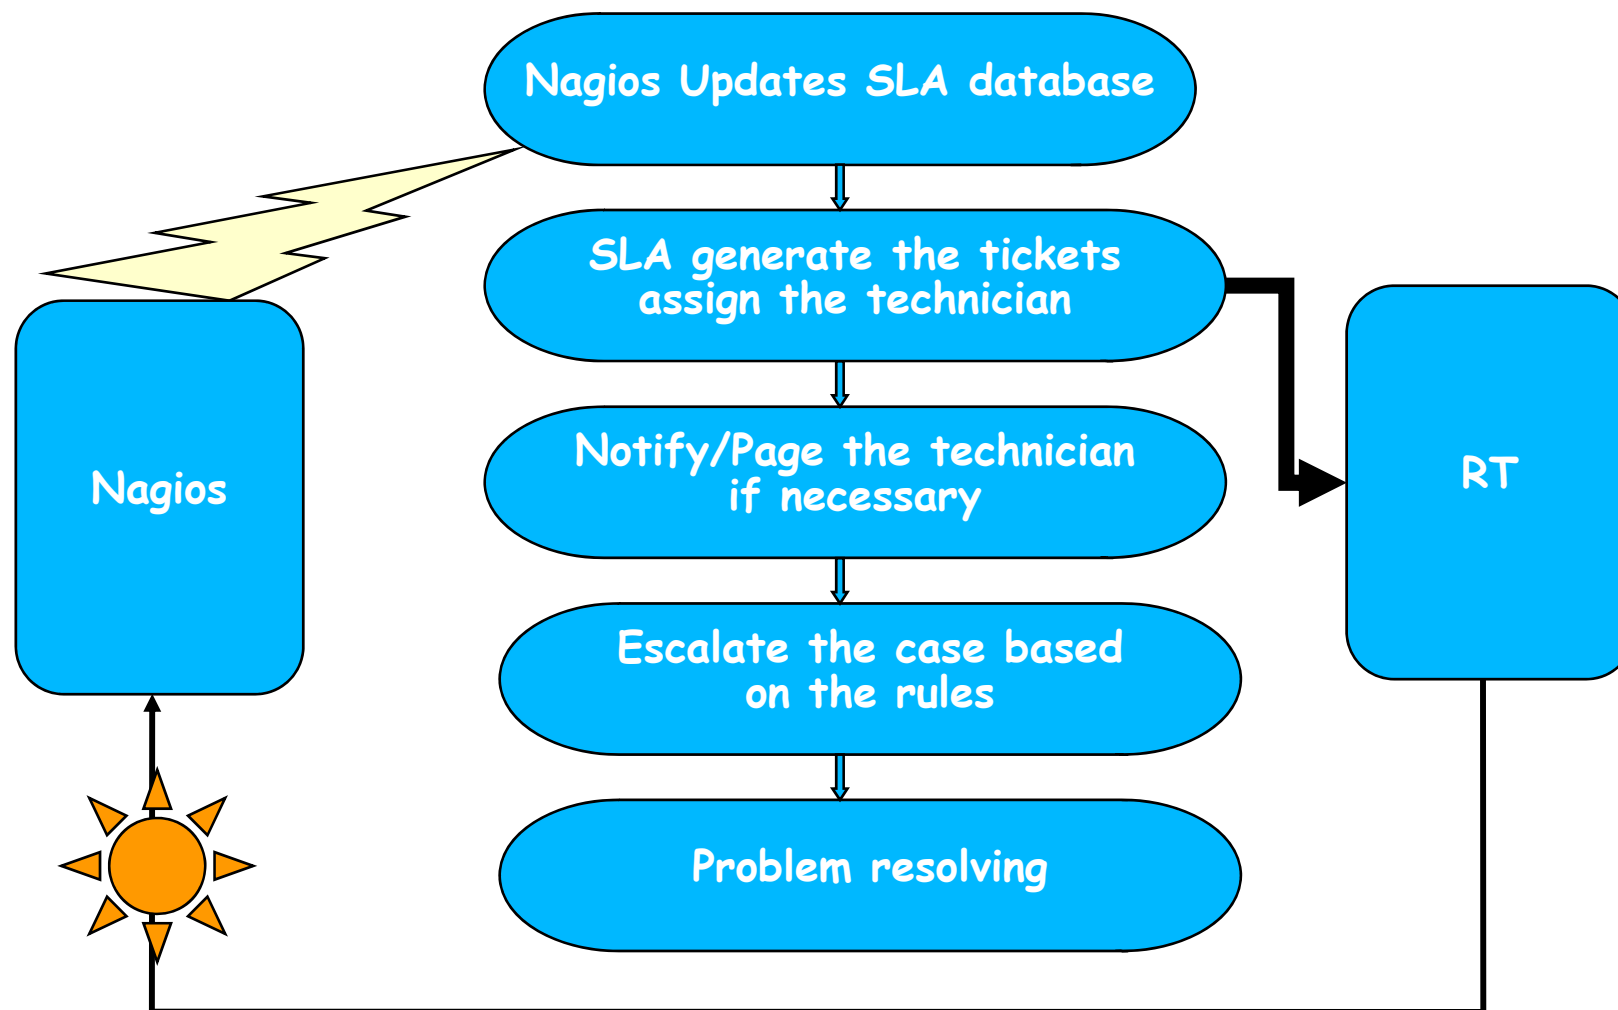 Nagios Updates SLA database
SLA generate the tickets
assign the technician
Notify/Page the technician
if necessary
Nagios
RT
Escalate the case based
on the rules
Problem resolving